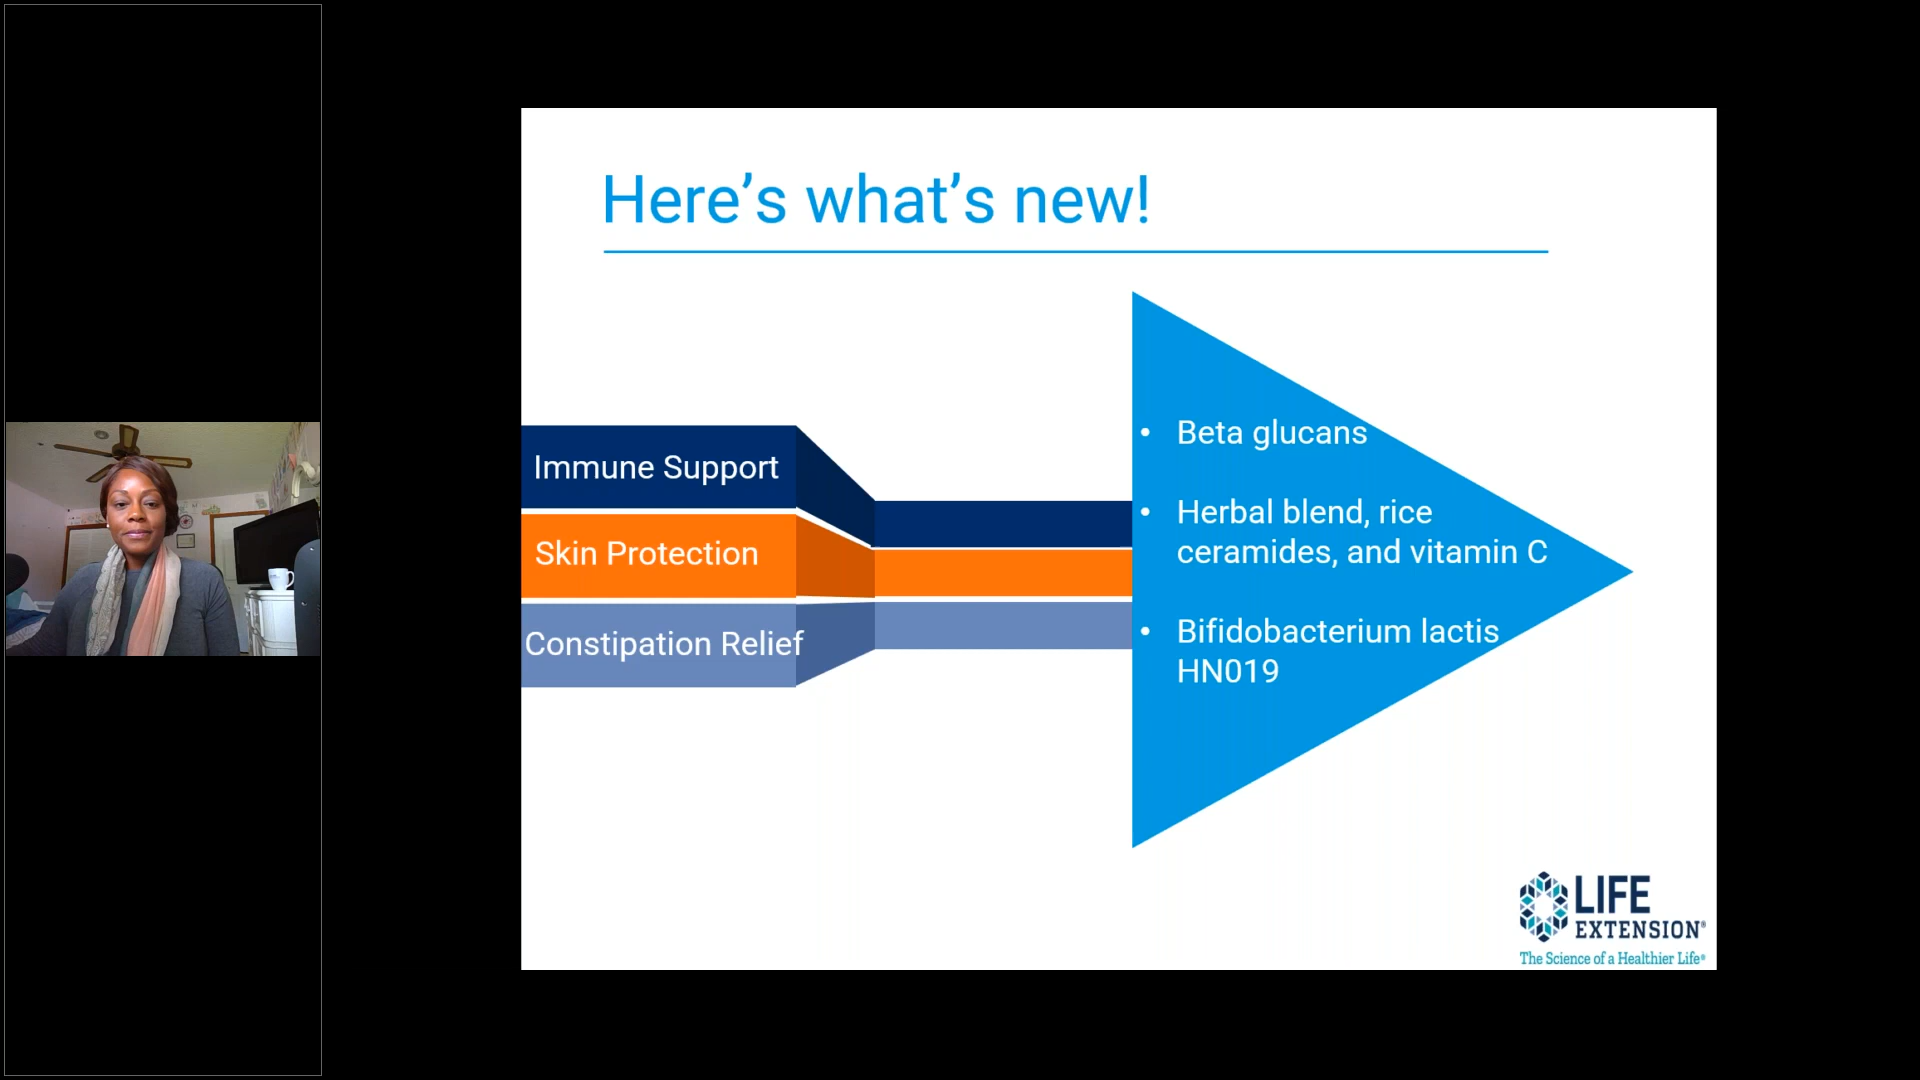 Here’s what’s new!
Immune Support
Skin Protection
Constipation Relief
• Beta glucans
• Herbal blend, rice
ceramides, and vitamin C
• Bifidobacterium lactis
HN019
LIFE
EXTENSION®
The Science of a Healthier Life®